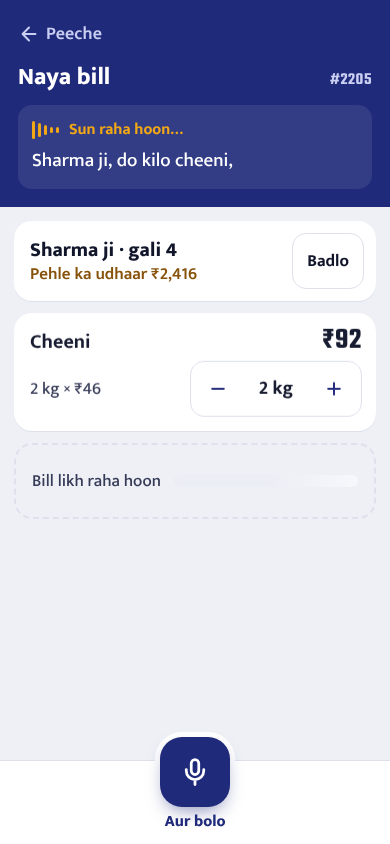 Peeche
Naya bill
#2205
Sun raha hoon...
Sharma ji, do kilo cheeni,
Sharma ji · gali 4
Pehle ka udhaar ₹2,416
Badlo
Cheeni
₹92
2 kg × ₹46
− 2 kg +
Bill likh raha hoon
Aur bolo